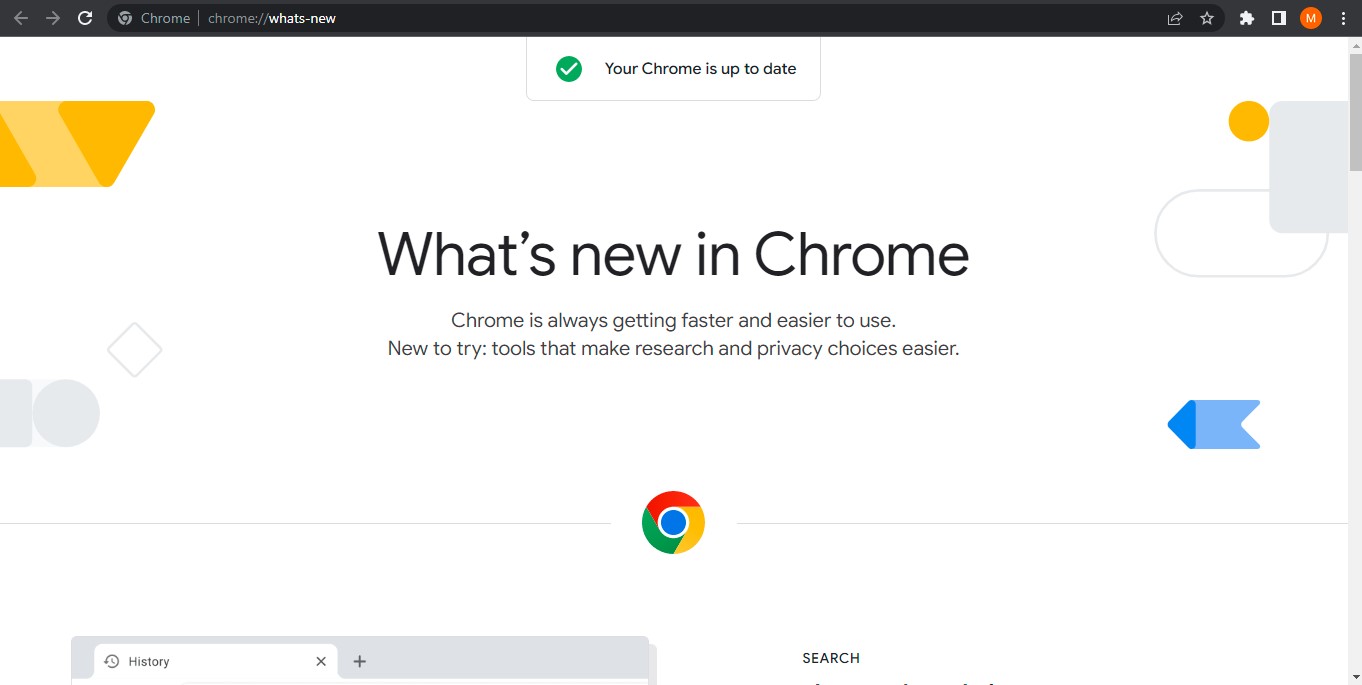 Chrome chrome://whats-new M
Your Chrome is up to date
What's new in Chrome
Chrome is always getting faster and easier to use.
New to try: tools that make research and privacy choices easier.
History
SEARCH